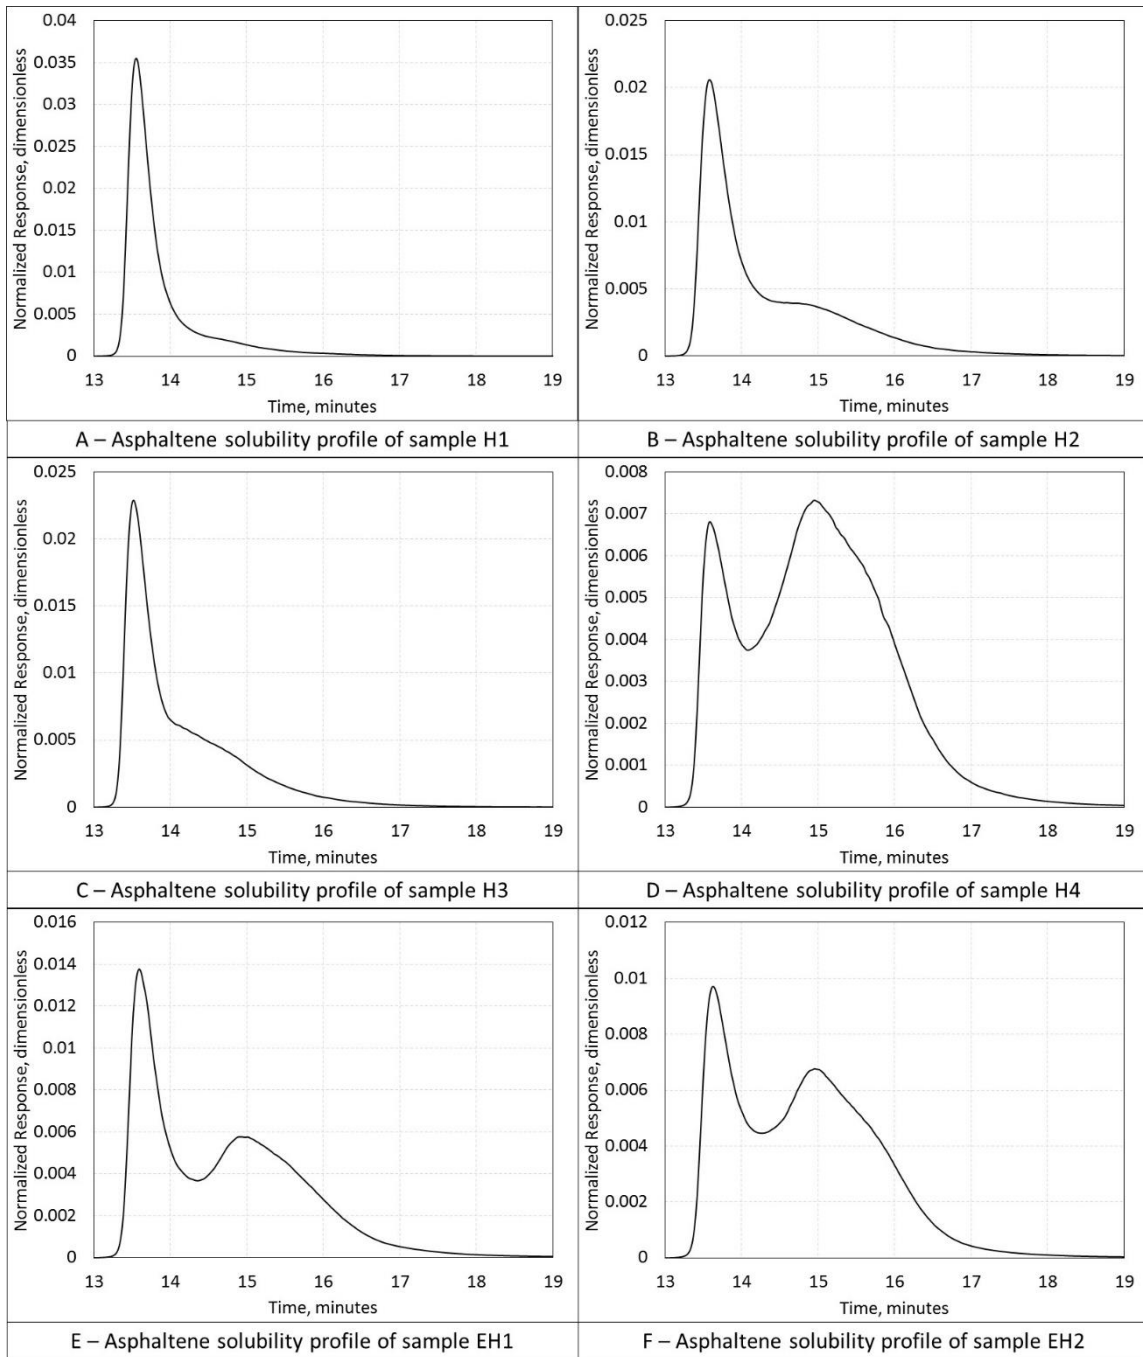 Normalized Response, dimensionless
0.04
0.035
0.03
0.025
0.02
0.015
0.01
0.005
0
13 14 15 16 17 18 19
Time, minutes
A – Asphaltene solubility profile of sample H1
Normalized Response, dimensionless
0.025
0.02
0.015
0.01
0.005
0
13 14 15 16 17 18 19
Time, minutes
B – Asphaltene solubility profile of sample H2
Normalized Response, dimensionless
0.025
0.02
0.015
0.01
0.005
0
13 14 15 16 17 18 19
Time, minutes
C – Asphaltene solubility profile of sample H3
Normalized Response, dimensionless
0.008
0.007
0.006
0.005
0.004
0.003
0.002
0.001
0
13 14 15 16 17 18 19
Time, minutes
D – Asphaltene solubility profile of sample H4
Normalized Response, dimensionless
0.016
0.014
0.012
0.01
0.008
0.006
0.004
0.002
0
13 14 15 16 17 18 19
Time, minutes
E – Asphaltene solubility profile of sample EH1
Normalized Response, dimensionless
0.012
0.01
0.008
0.006
0.004
0.002
0
13 14 15 16 17 18 19
Time, minutes
F – Asphaltene solubility profile of sample EH2